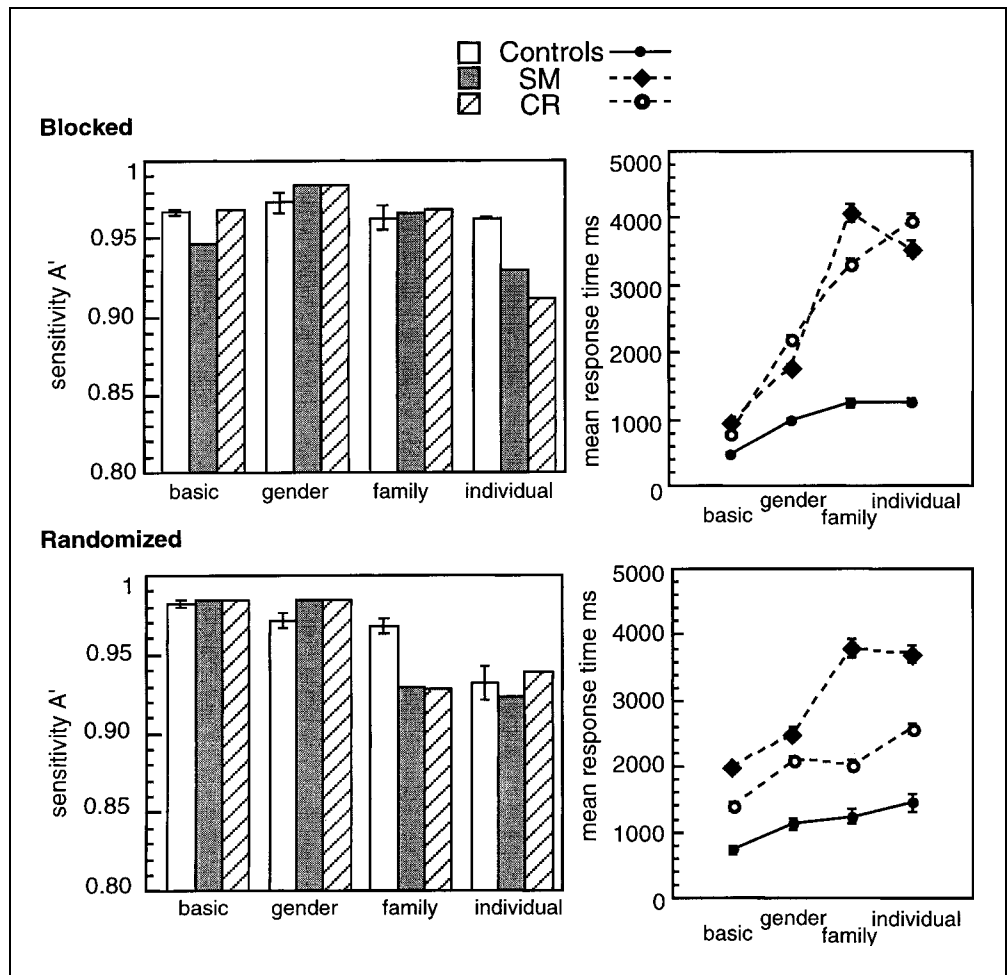 Controls
SM
CR
Blocked
sensitivity A'
1
0.95
0.90
0.85
0.80
basic gender family individual
mean response time ms
5000
4000
3000
2000
1000
0
basic gender family individual
Randomized
sensitivity A'
1
0.95
0.90
0.85
0.80
basic gender family individual
mean response time ms
5000
4000
3000
2000
1000
0
basic gender family individual